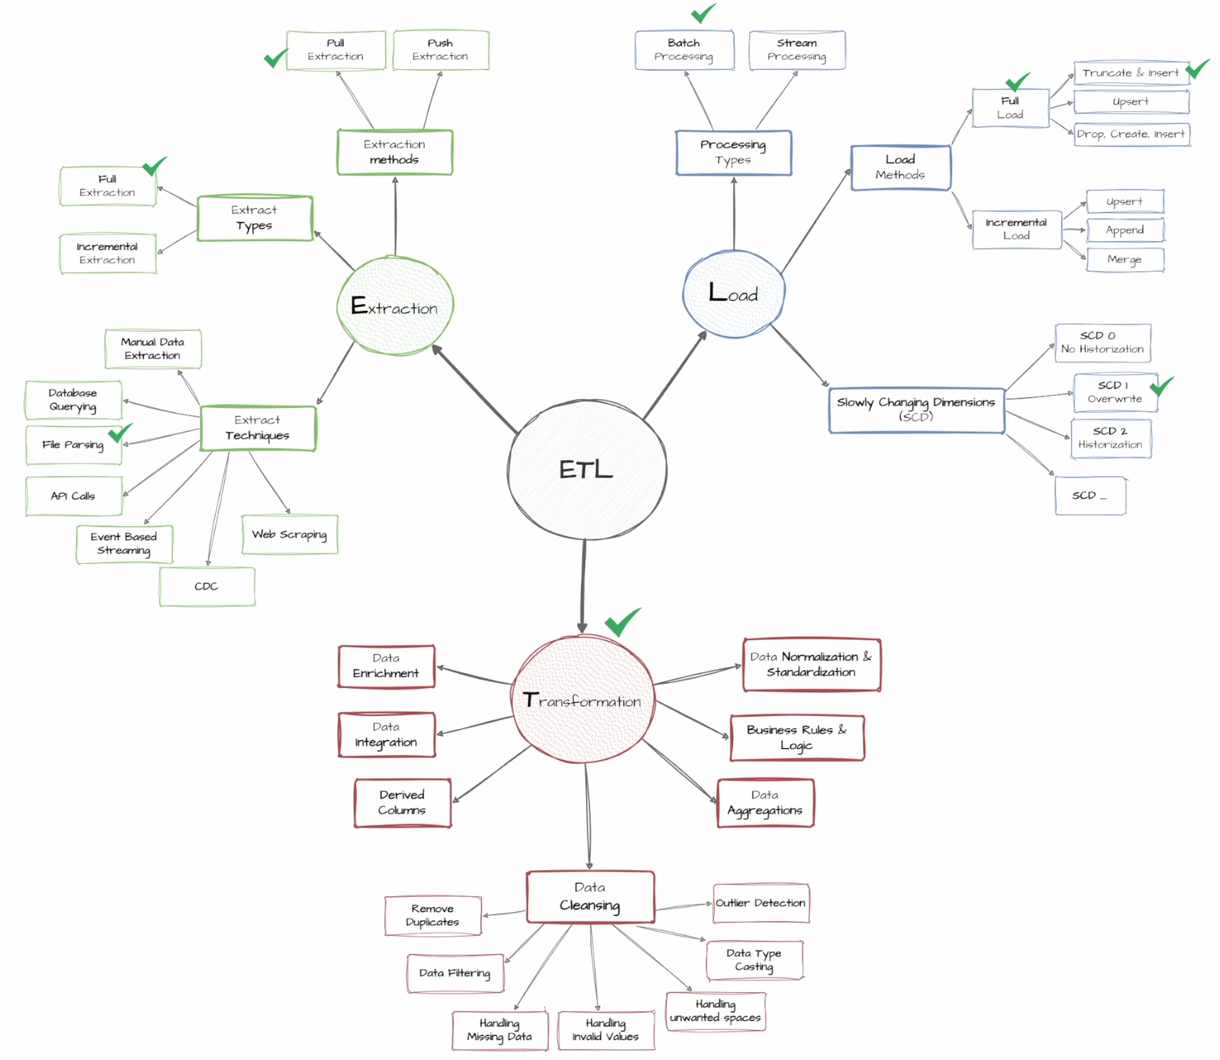 Pull
Extraction
Push
Extraction
Extraction
methods
Full
Extraction
Incremental
Extraction
Extract
Types
Extraction
Manual Data
Extraction
Database
Querying
File Parsing
API Calls
Event Based
Streaming
CDC
Web Scraping
Extract
Techniques
Batch
Processing
Stream
Processing
Processing
Types
Load
Load
Methods
Full
Load
Truncate & Insert
Upsert
Drop, Create, Insert
Incremental
Load
Upsert
Append
Merge
Slowly Changing Dimensions
(SCD)
SCD 0
No Historization
SCD 1
Overwrite
SCD 2
Historization
SCD _
ETL
Transformation
Data
Enrichment
Data
Integration
Derived
Columns
Data Normalization &
Standardization
Business Rules &
Logic
Data
Aggregations
Data
Cleansing
Remove
Duplicates
Data Filtering
Handling
Missing Data
Handling
Invalid Values
Handling
unwanted spaces
Data Type
Casting
Outlier Detection